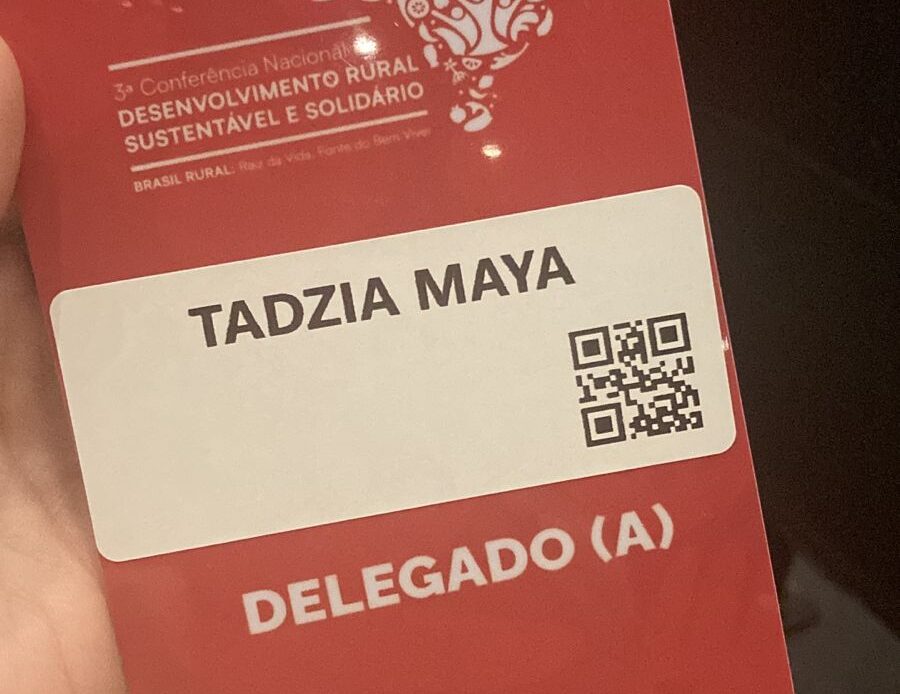 3ª Conferência Nacional
DESENVOLVIMENTO RURAL
SUSTENTÁVEL E SOLIDÁRIO
BRASIL RURAL: Raiz da Vida, Fonte do Bem Viver
TADZIA MAYA
DELEGADO (A)